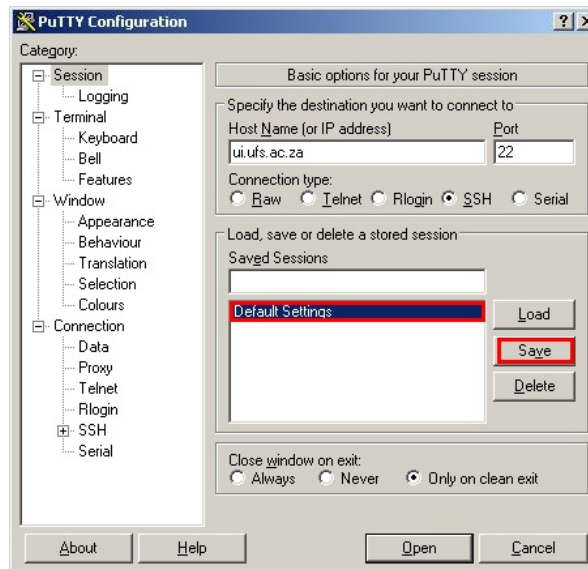 PuTTY Configuration
Category:
Session
Logging
Terminal
Keyboard
Bell
Features
Window
Appearance
Behaviour
Translation
Selection
Colours
Connection
Data
Proxy
Telnet
Rlogin
SSH
Serial
Basic options for your PuTTY session
Specify the destination you want to connect to
Host Name (or IP address) Port
ui.ufs.ac.za 22
Connection type:
Raw Telnet Rlogin SSH Serial
Load, save or delete a stored session
Saved Sessions
Default Settings
Load
Save
Delete
Close window on exit:
Always Never Only on clean exit
About Help Open Cancel